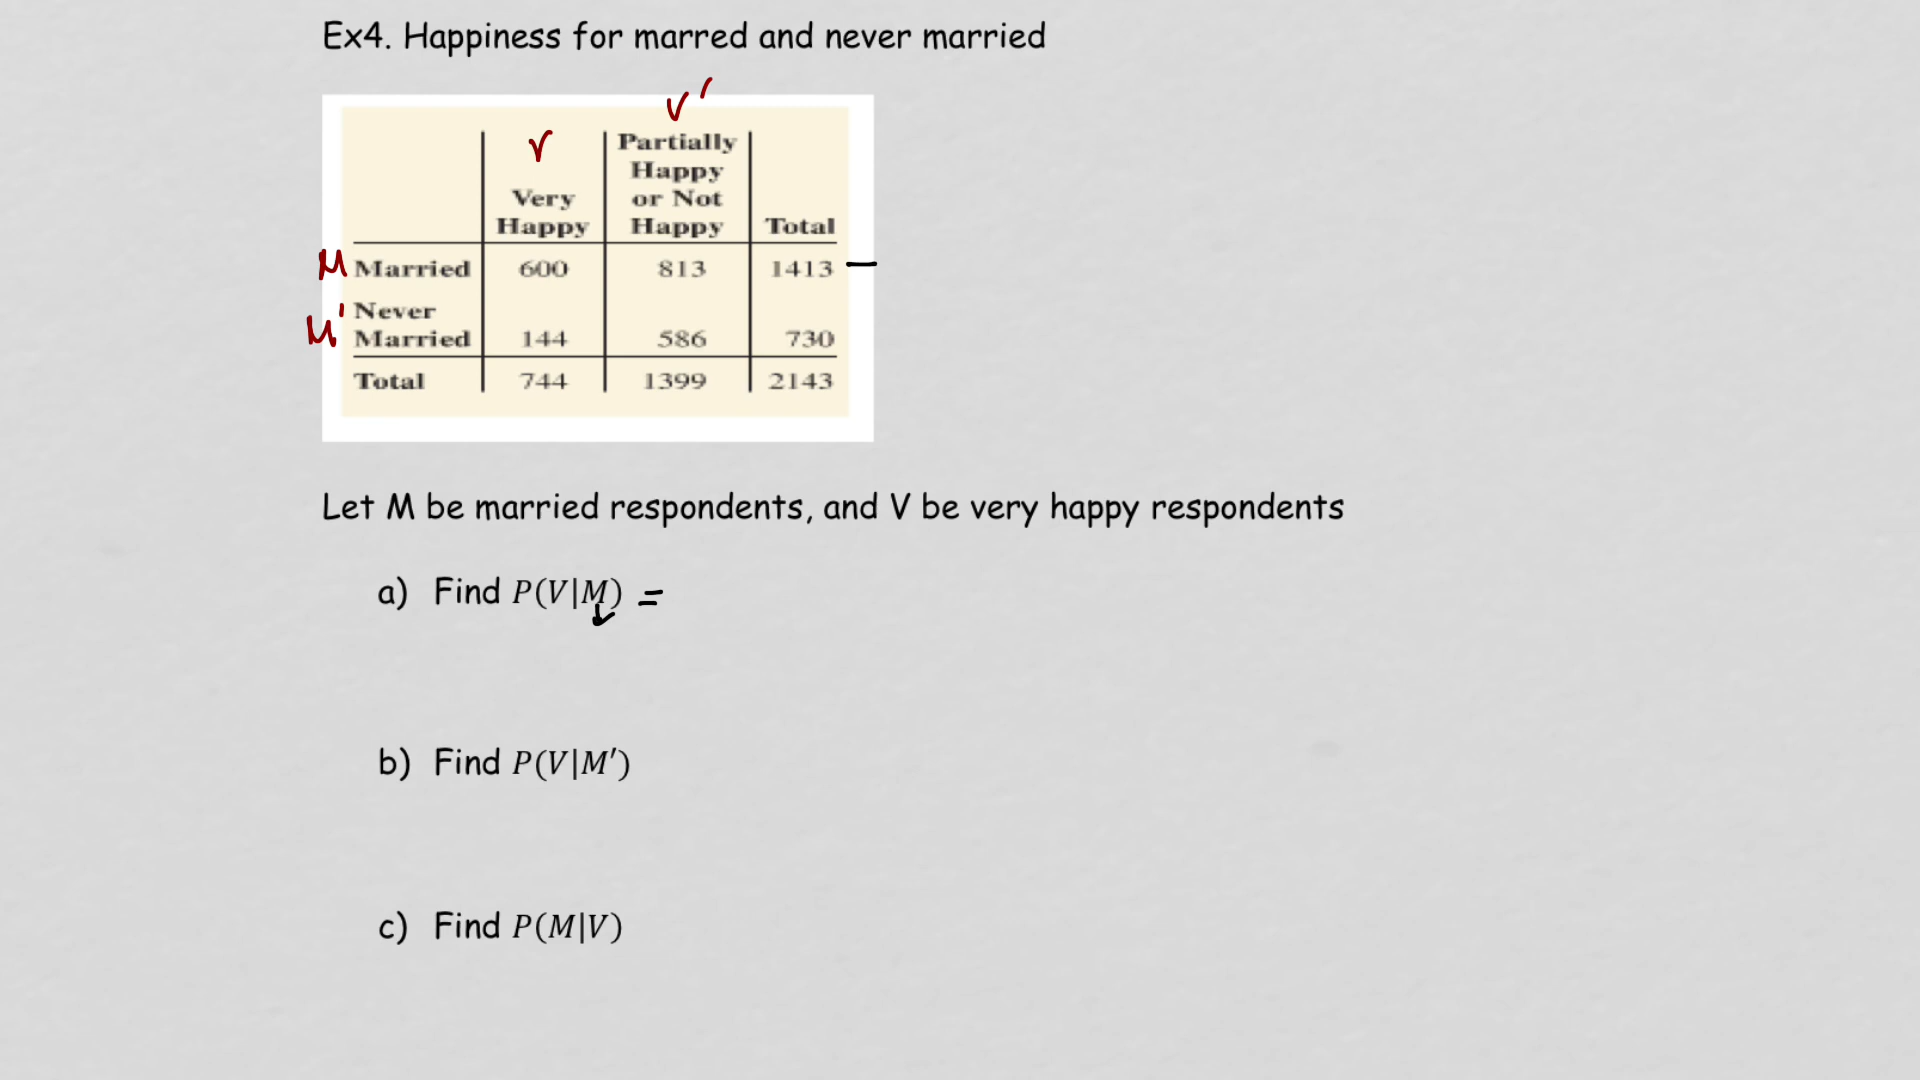 Ex4. Happiness for marred and never married
V'
V
Partially
Happy
Very or Not
Happy Happy Total
M Married 600 813 1413 —
Never
M' Married 144 586 730
Total 744 1399 2143
Let M be married respondents, and V be very happy respondents
a) Find P(V|M) =
b) Find P(V|M′)
c) Find P(M|V)